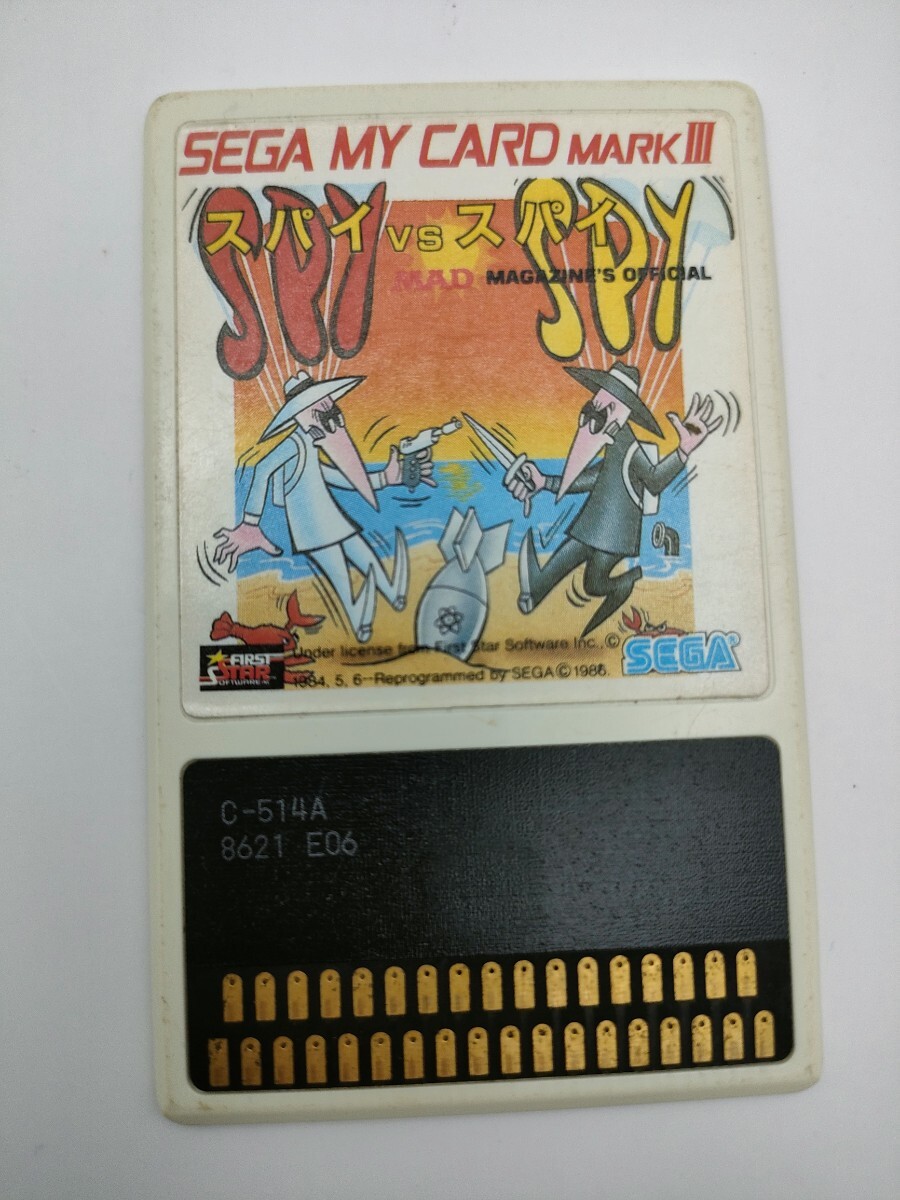 SEGA MY CARD MARK III
SPY SPY
スパイ vs スパイ
MAD MAGAZINE'S OFFICIAL
FIRST STAR SOFTWARE
Under license from First Star Software Inc., ©
1984, 5, 6--Reprogrammed by SEGA © 1986.
SEGA®
C-514A
8621 E06